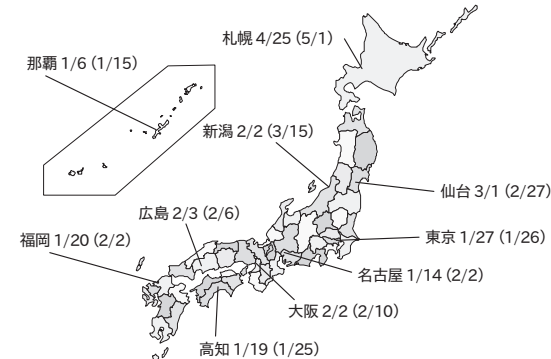 札幌 4/25（5/1）
那覇 1/6（1/15）
新潟 2/2（3/15）
仙台 3/1（2/27）
広島 2/3（2/6）
福岡 1/20（2/2）
東京 1/27（1/26）
名古屋 1/14（2/2）
大阪 2/2（2/10）
高知 1/19（1/25）